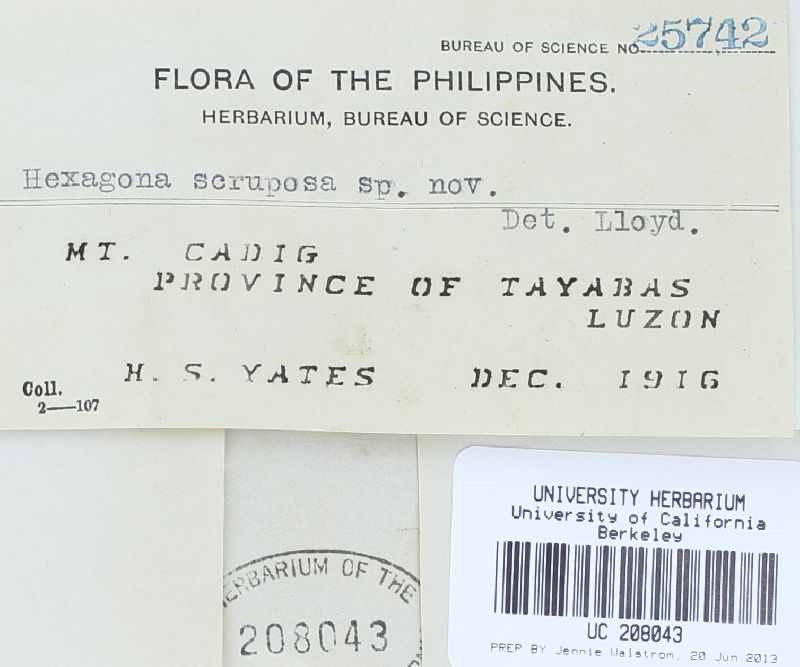 BUREAU OF SCIENCE NO. 25742
FLORA OF THE PHILIPPINES.
HERBARIUM, BUREAU OF SCIENCE.
Hexagona scruposa sp. nov.
Det. Lloyd.
MT. CADIG
PROVINCE OF TAYABAS
LUZON
Coll. H. S. YATES DEC. 1916
2—107
UNIVERSITY HERBARIUM
University of California
Berkeley
UC 208043
PREP BY Jennie Walstrom, 20 Jun 2013
HERBARIUM OF THE
208043